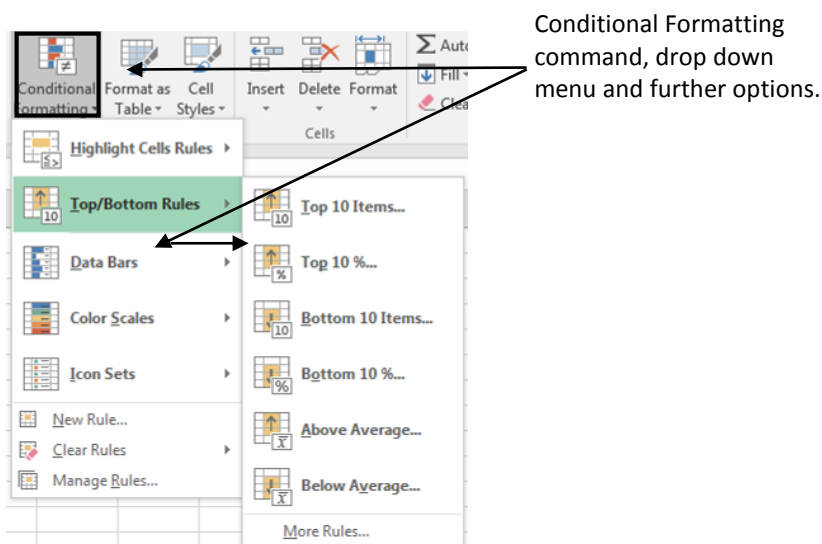 Conditional Formatting
command, drop down
menu and further options.
Conditional Format as Cell Insert Delete Format
Formatting Table Styles
Cells
Fill
Highlight Cells Rules
Top/Bottom Rules
Data Bars
Color Scales
Icon Sets
New Rule...
Clear Rules
Manage Rules...
Top 10 Items...
Top 10 %...
Bottom 10 Items...
Bottom 10 %...
Above Average...
Below Average...
More Rules...